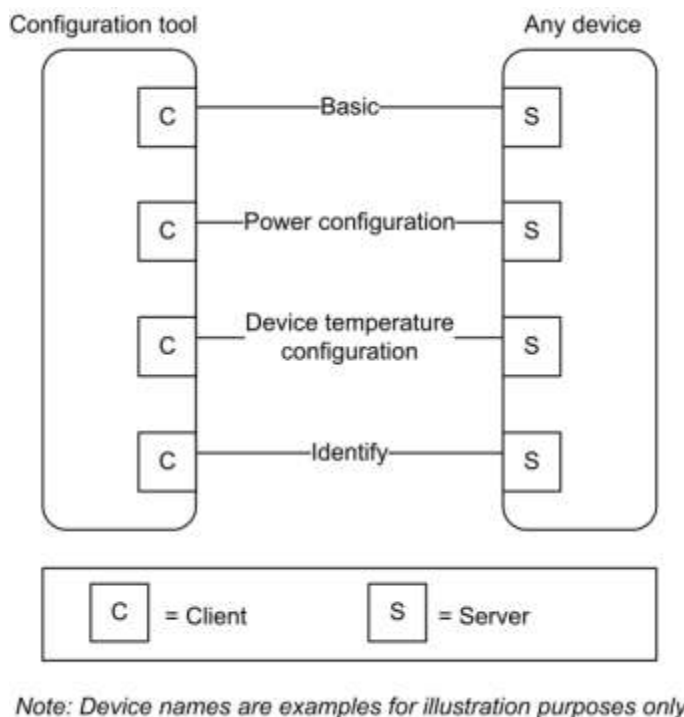 Configuration tool
Any device
C
Basic
S
C
Power configuration
S
C
Device temperature
configuration
S
C
Identify
S
C
= Client
S
= Server
Note: Device names are examples for illustration purposes only